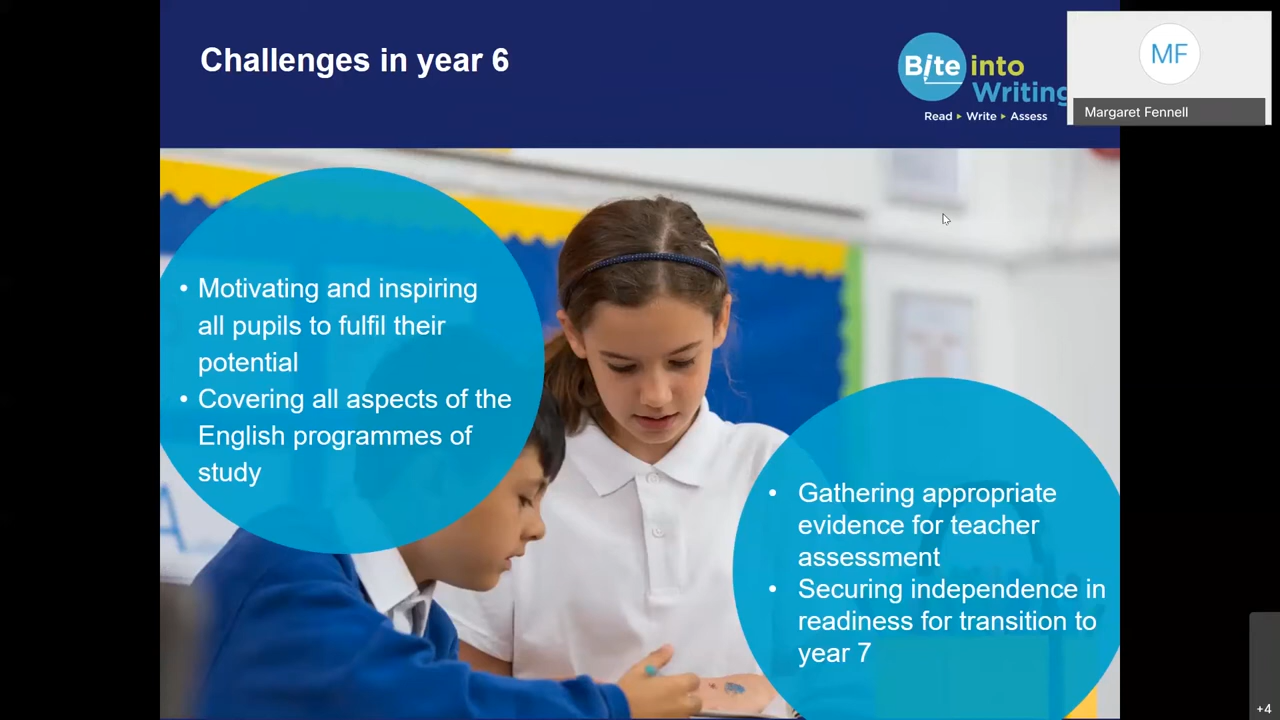 Challenges in year 6
Bite into
Writing
Read ▸ Write ▸ Assess
MF
Margaret Fennell
• Motivating and inspiring
all pupils to fulfil their
potential
• Covering all aspects of the
English programmes of
study
• Gathering appropriate
evidence for teacher
assessment
• Securing independence in
readiness for transition to
year 7
+4